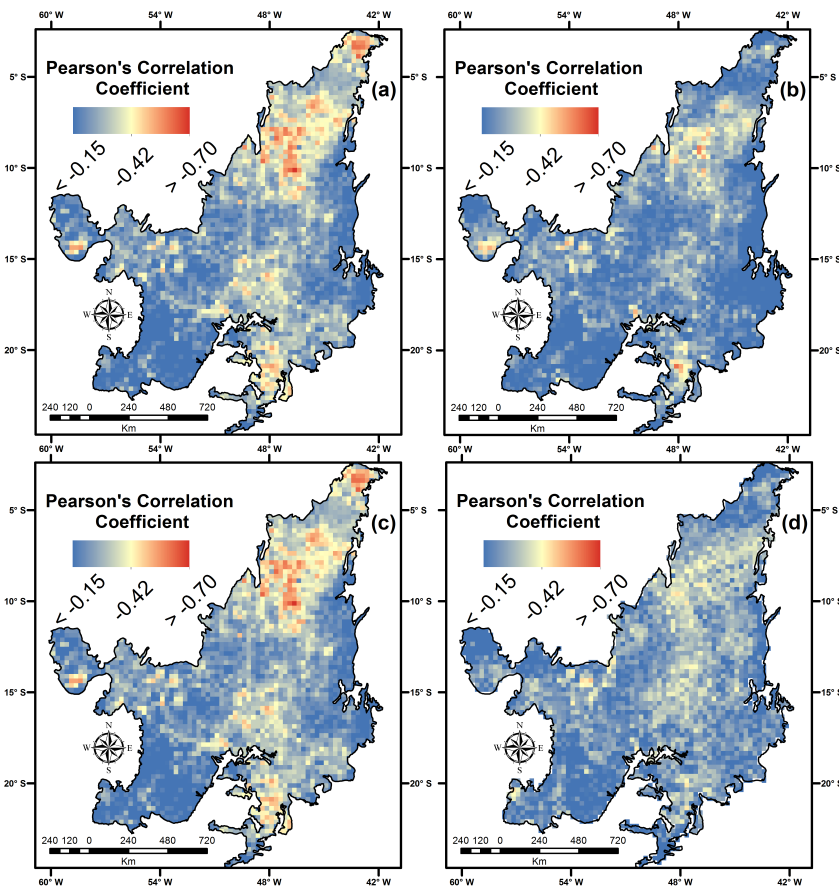 60° W 54° W 48° W 42° W 60° W 54° W 48° W 42° W
Pearson's Correlation
Coefficient
(a)
< -0.15 -0.42 > -0.70
5° S
10° S
15° S
20° S
N
W E
S
240 120 0 240 480 720
Km
Pearson's Correlation
Coefficient
(b)
< -0.15 -0.42 > -0.70
5° S
10° S
15° S
20° S
N
W E
S
240 120 0 240 480 720
Km
60° W 54° W 48° W 42° W 60° W 54° W 48° W 42° W
Pearson's Correlation
Coefficient
(c)
< -0.15 -0.42 > -0.70
5° S
10° S
15° S
20° S
N
W E
S
240 120 0 240 480 720
Km
Pearson's Correlation
Coefficient
(d)
< -0.15 -0.42 > -0.70
5° S
10° S
15° S
20° S
N
W E
S
240 120 0 240 480 720
Km
60° W 54° W 48° W 42° W 60° W 54° W 48° W 42° W